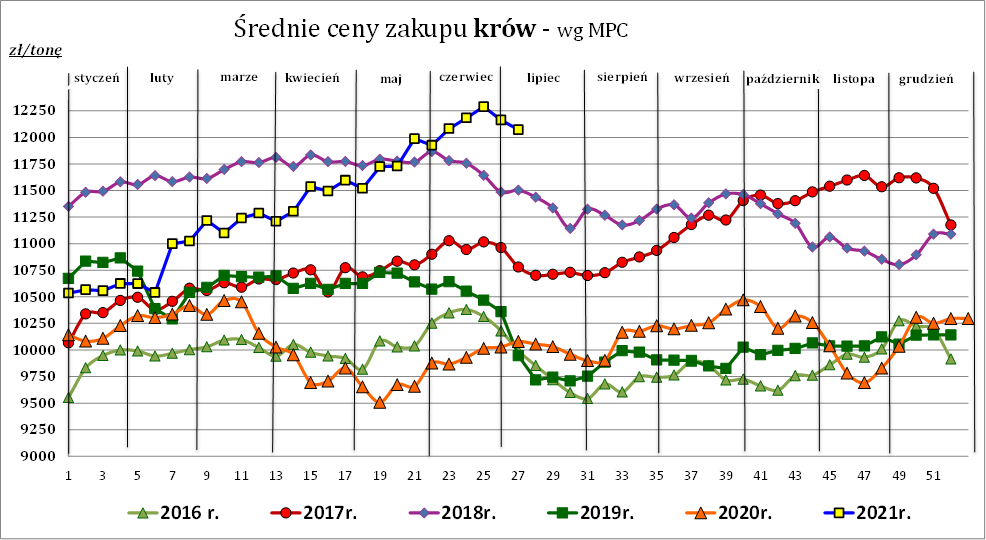 Średnie ceny zakupu krów - wg MPC
zł/tonę
styczeń luty marze kwiecień maj czerwiec lipiec sierpień wrzesień październik listopa grudzień
12250
12000
11750
11500
11250
11000
10750
10500
10250
10000
9750
9500
9250
9000
1 3 5 7 9 11 13 15 17 19 21 23 25 27 29 31 33 35 37 39 41 43 45 47 49 51
2016 r. 2017r. 2018r. 2019r. 2020r. 2021r.